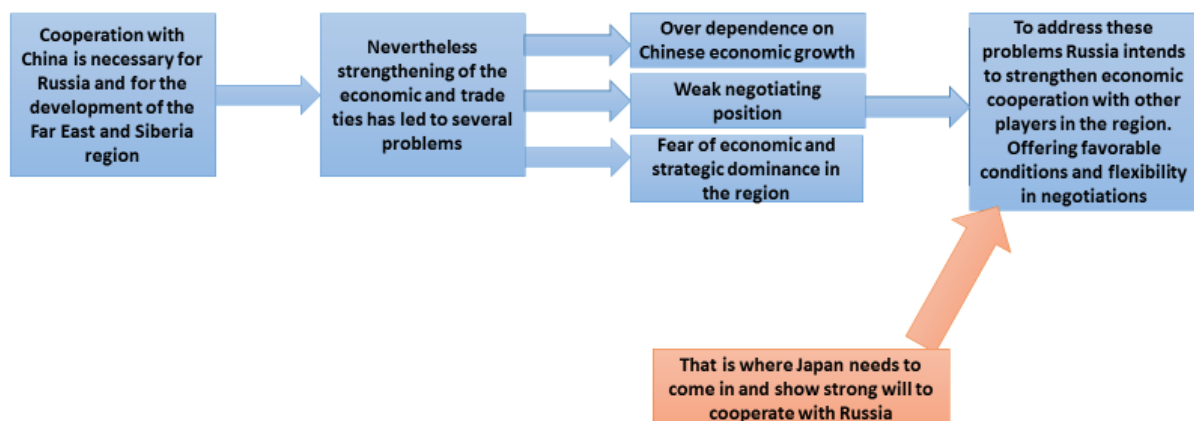 Cooperation with
China is necessary for
Russia and for the
development of the
Far East and Siberia
region
Nevertheless
strengthening of the
economic and trade
ties has led to several
problems
Over dependence on
Chinese economic growth
Weak negotiating
position
Fear of economic and
strategic dominance in
the region
To address these
problems Russia intends
to strengthen economic
cooperation with other
players in the region.
Offering favorable
conditions and flexibility
in negotiations
That is where Japan needs to
come in and show strong will to
cooperate with Russia